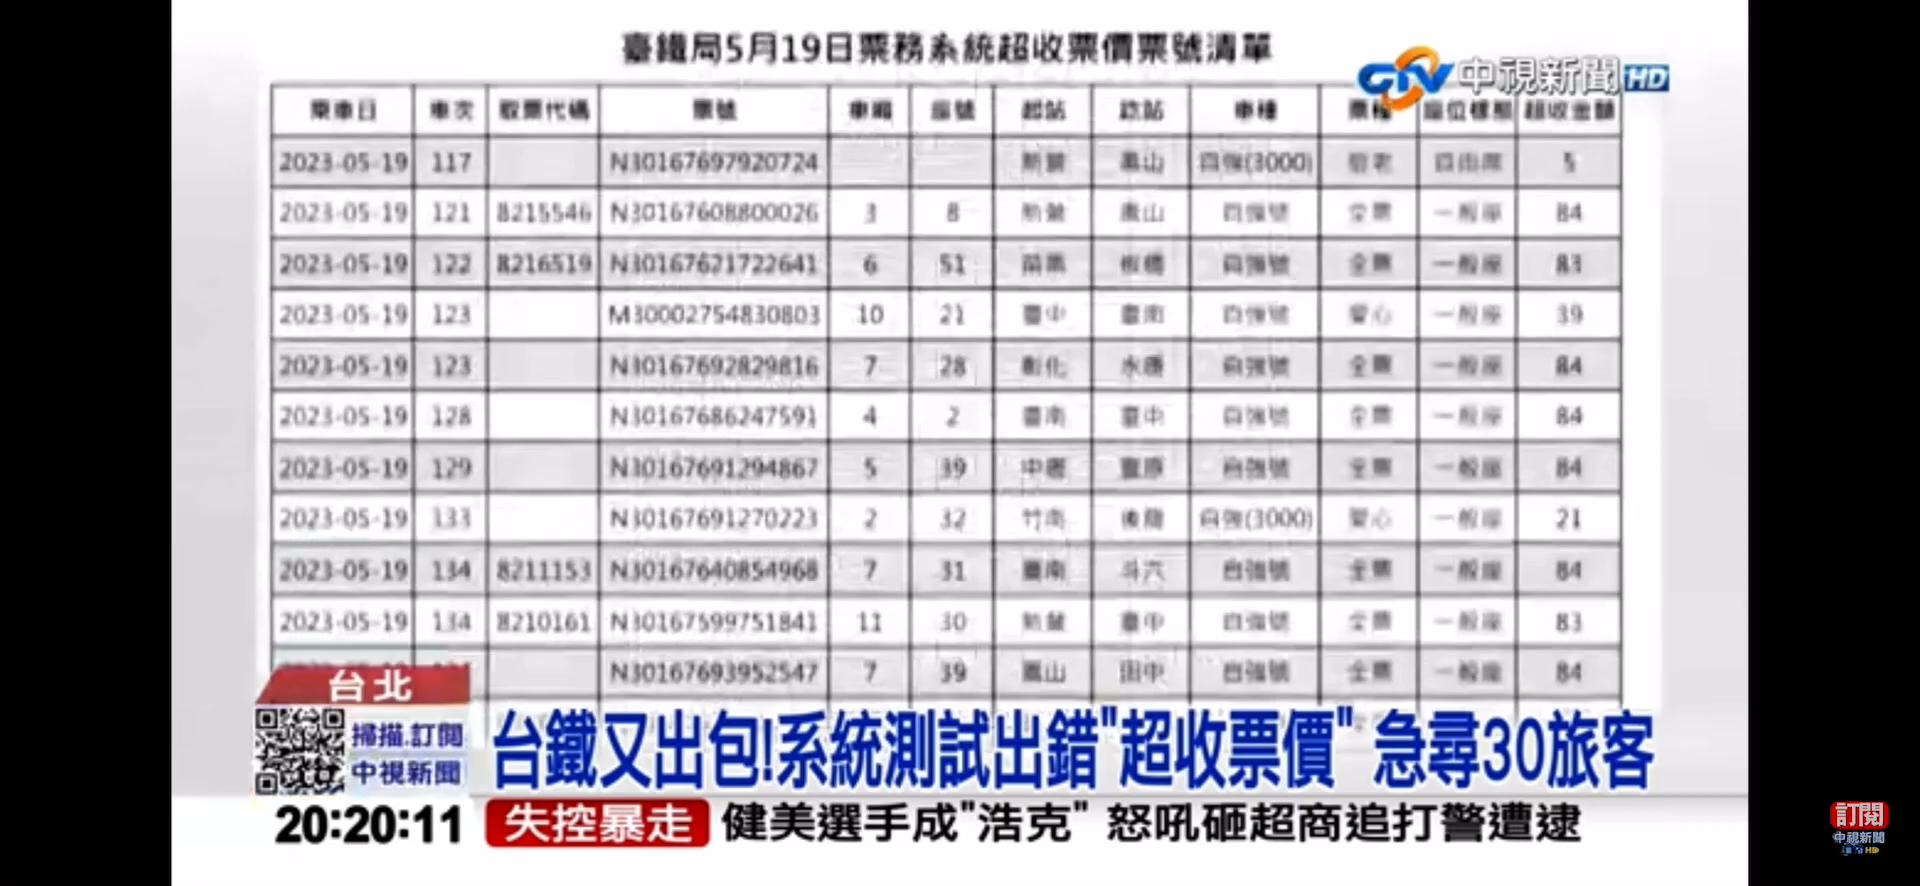 臺鐵局5月19日票務系統超收票價票號清單
CTV 中視新聞 HD
乘車日 車次 取票代碼 票號 車廂 座號 起站 訖站 車種 票種 座位樣態 超收金額
2023-05-19 117 N30167697920724 新營 鳳山 自強(3000) 敬老 自由席 5
2023-05-19 121 8215546 N30167608800026 3 8 新營 鳳山 自強號 全票 一般座 84
2023-05-19 122 8216519 N30167621722641 6 51 苗栗 板橋 自強號 全票 一般座 83
2023-05-19 123 M30002754830803 10 21 臺中 臺南 自強號 愛心 一般座 39
2023-05-19 123 N30167692829816 7 28 彰化 永康 自強號 全票 一般座 84
2023-05-19 128 N30167686247591 4 2 臺南 臺中 自強號 全票 一般座 84
2023-05-19 129 N30167691294867 5 39 中壢 豐原 自強號 全票 一般座 84
2023-05-19 133 N30167691270223 2 32 竹南 後龍 自強(3000) 愛心 一般座 21
2023-05-19 134 8211153 N30167640854968 7 31 臺南 斗六 自強號 全票 一般座 84
2023-05-19 134 8210161 N30167599751841 11 30 新營 臺中 自強號 全票 一般座 83
N30167693952547 7 39 鳳山 田中 自強號 全票 一般座 84
台北
掃描.訂閱
中視新聞
台鐵又出包!系統測試出錯"超收票價" 急尋30旅客
20:20:11 失控暴走 健美選手成"浩克" 怒吼砸超商追打警遭逮
訂閱
中視新聞
HD